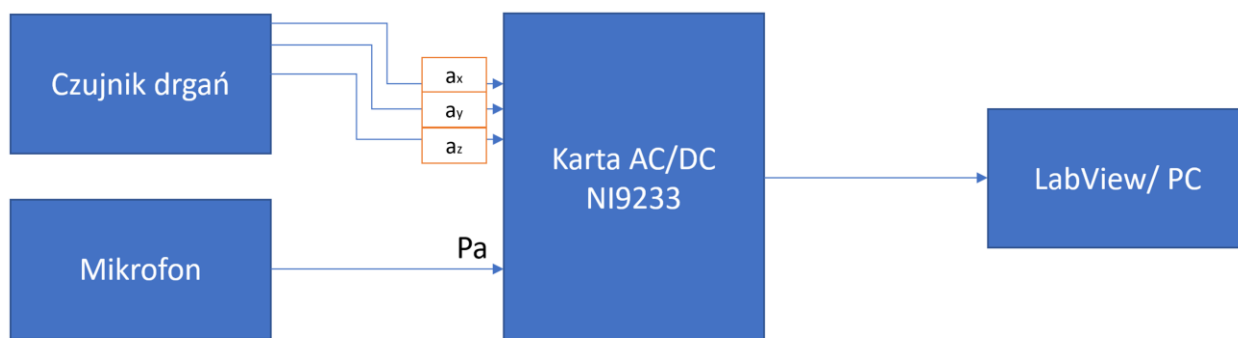 Czujnik drgań
ax
ay
az
Karta AC/DC
NI9233
LabView/ PC
Pa
Mikrofon